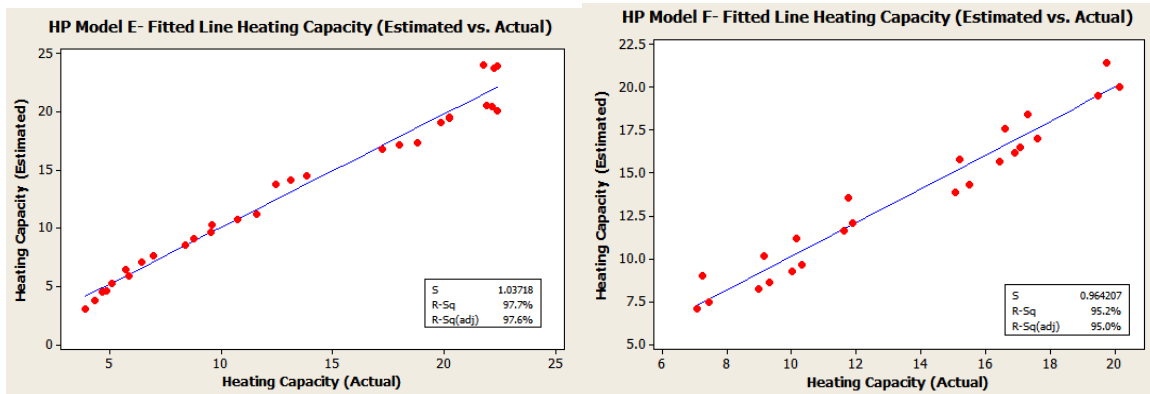 HP Model E- Fitted Line Heating Capacity (Estimated vs. Actual)
25
20
15
10
5
0
Heating Capacity (Estimated)
S 1.03718
R-Sq 97.7%
R-Sq(adj) 97.6%
5 10 15 20 25
Heating Capacity (Actual)
HP Model F- Fitted Line Heating Capacity (Estimated vs. Actual)
22.5
20.0
17.5
15.0
12.5
10.0
7.5
5.0
Heating Capacity (Estimated)
S 0.964207
R-Sq 95.2%
R-Sq(adj) 95.0%
6 8 10 12 14 16 18 20
Heating Capacity (Actual)